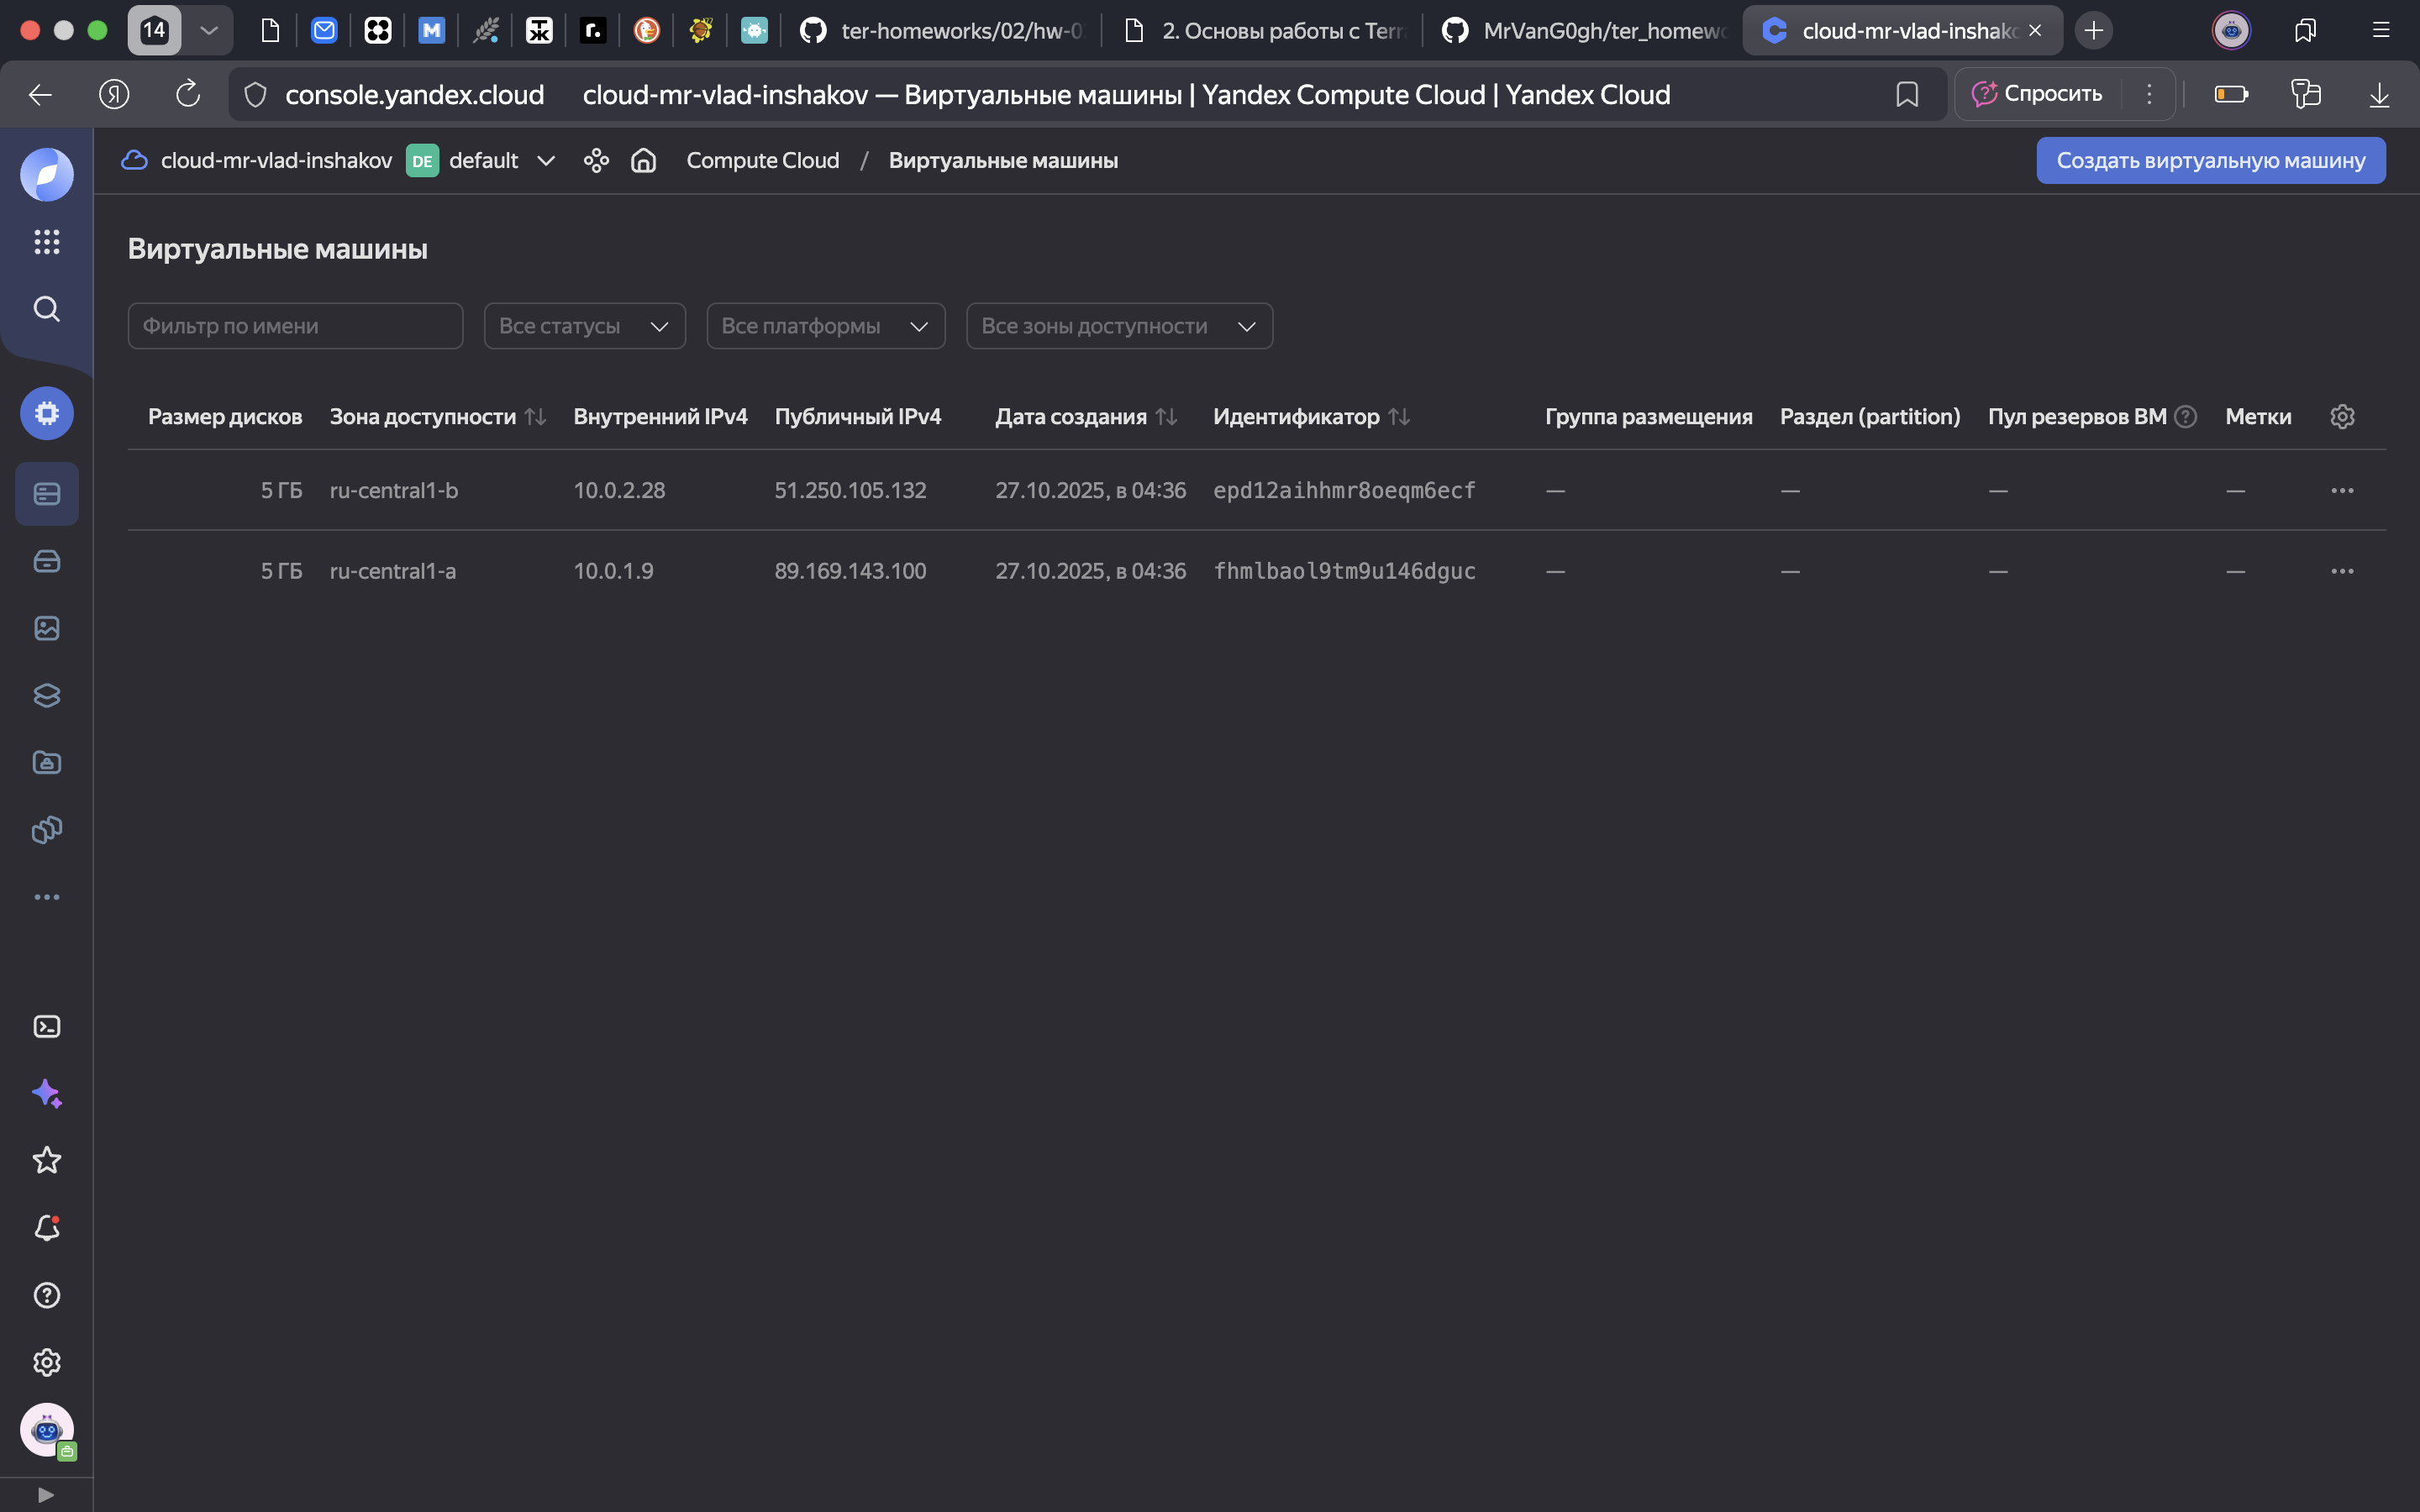 14
M
ТЖ
r.
ter-homeworks/02/hw-0
2. Основы работы с Terr
MrVanG0gh/ter_homewo
cloud-mr-vlad-inshako
Я
console.yandex.cloud
cloud-mr-vlad-inshakov — Виртуальные машины | Yandex Compute Cloud | Yandex Cloud
Спросить
cloud-mr-vlad-inshakov
DE
default
Compute Cloud / Виртуальные машины
Создать виртуальную машину
Виртуальные машины
Фильтр по имени
Все статусы
Все платформы
Все зоны доступности
Размер дисков Зона доступности Внутренний IPv4 Публичный IPv4 Дата создания Идентификатор Группа размещения Раздел (partition) Пул резервов ВМ Метки
5 ГБ ru-central1-b 10.0.2.28 51.250.105.132 27.10.2025, в 04:36 epd12aihhmr8oeqm6ecf — — — —
5 ГБ ru-central1-a 10.0.1.9 89.169.143.100 27.10.2025, в 04:36 fhmlbaol9tm9u146dguc — — — —